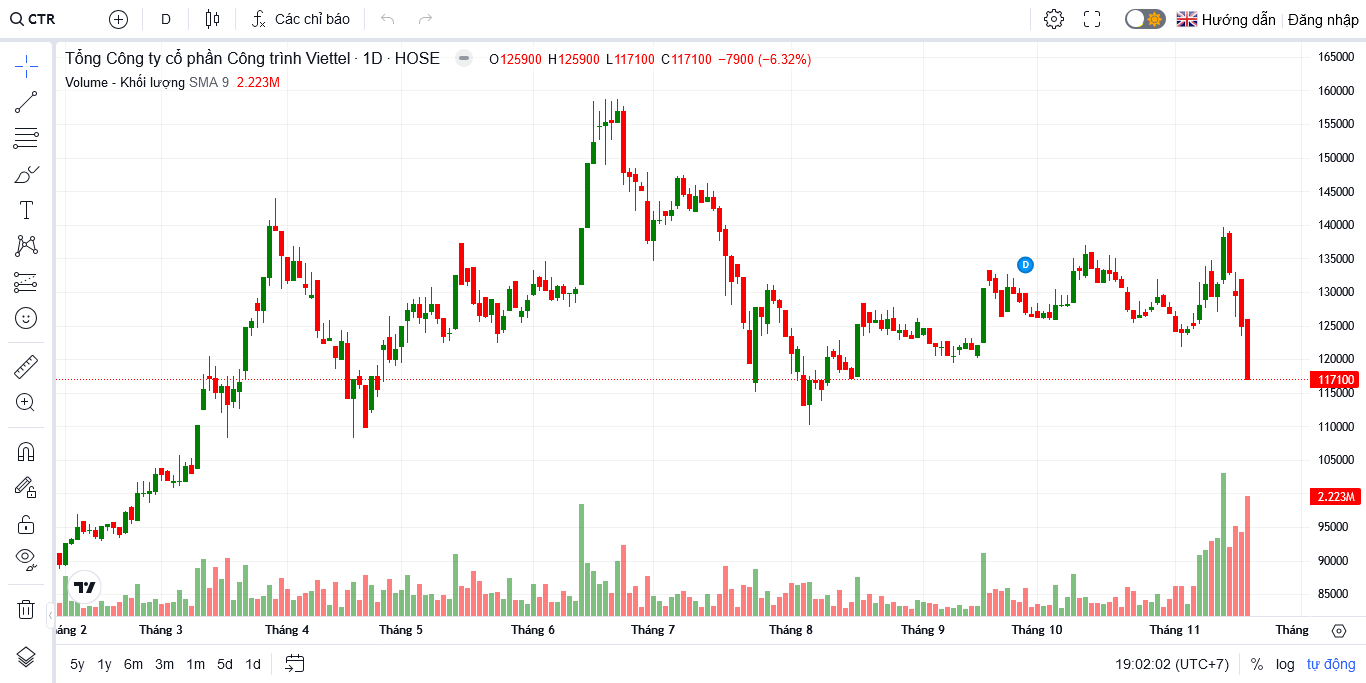 CTR D Các chỉ báo Hướng dẫn Đăng nhập
Tổng Công ty cổ phần Công trình Viettel · 1D · HOSE O125900 H125900 L117100 C117100 −7900 (−6.32%)
Volume - Khối lượng SMA 9 2.223M
165000
160000
155000
150000
145000
140000
135000
130000
D
125000
120000
117100
115000
110000
105000
2.223M
95000
90000
85000
áng 2 Tháng 3 Tháng 4 Tháng 5 Tháng 6 Tháng 7 Tháng 8 Tháng 9 Tháng 10 Tháng 11 Tháng
5y 1y 6m 3m 1m 5d 1d 19:02:02 (UTC+7) % log tự động